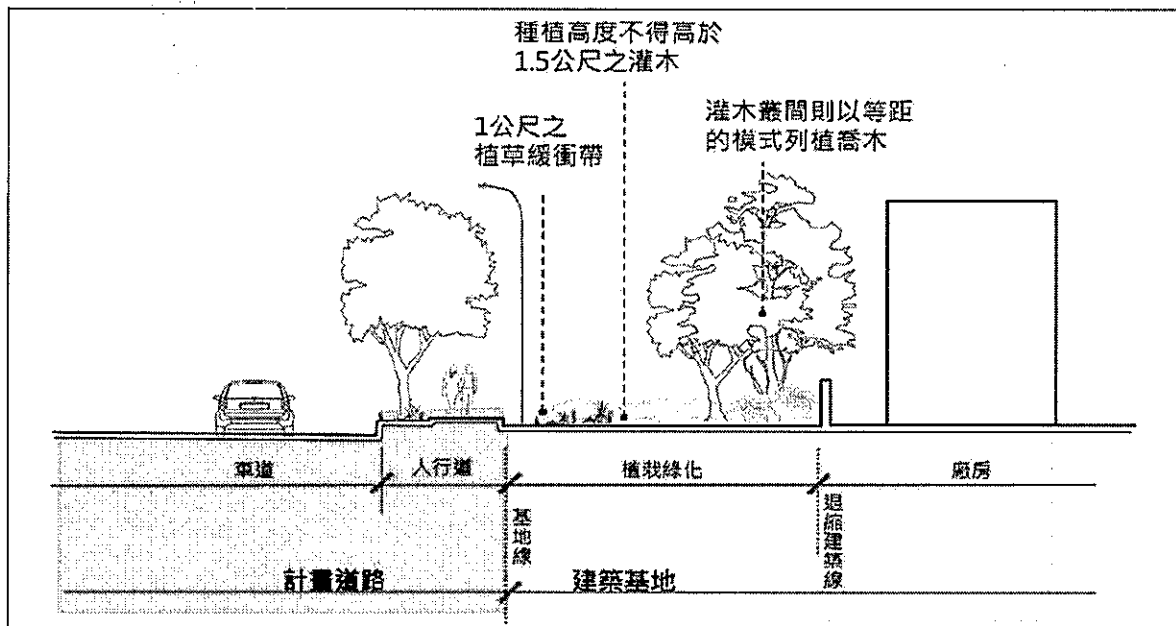 種植高度不得高於
1.5公尺之灌木
1公尺之
植草緩衝帶
灌木叢間則以等距
的模式列植喬木
車道
人行道
植栽綠化
廠房
基地線
退縮建築線
計畫道路
建築基地